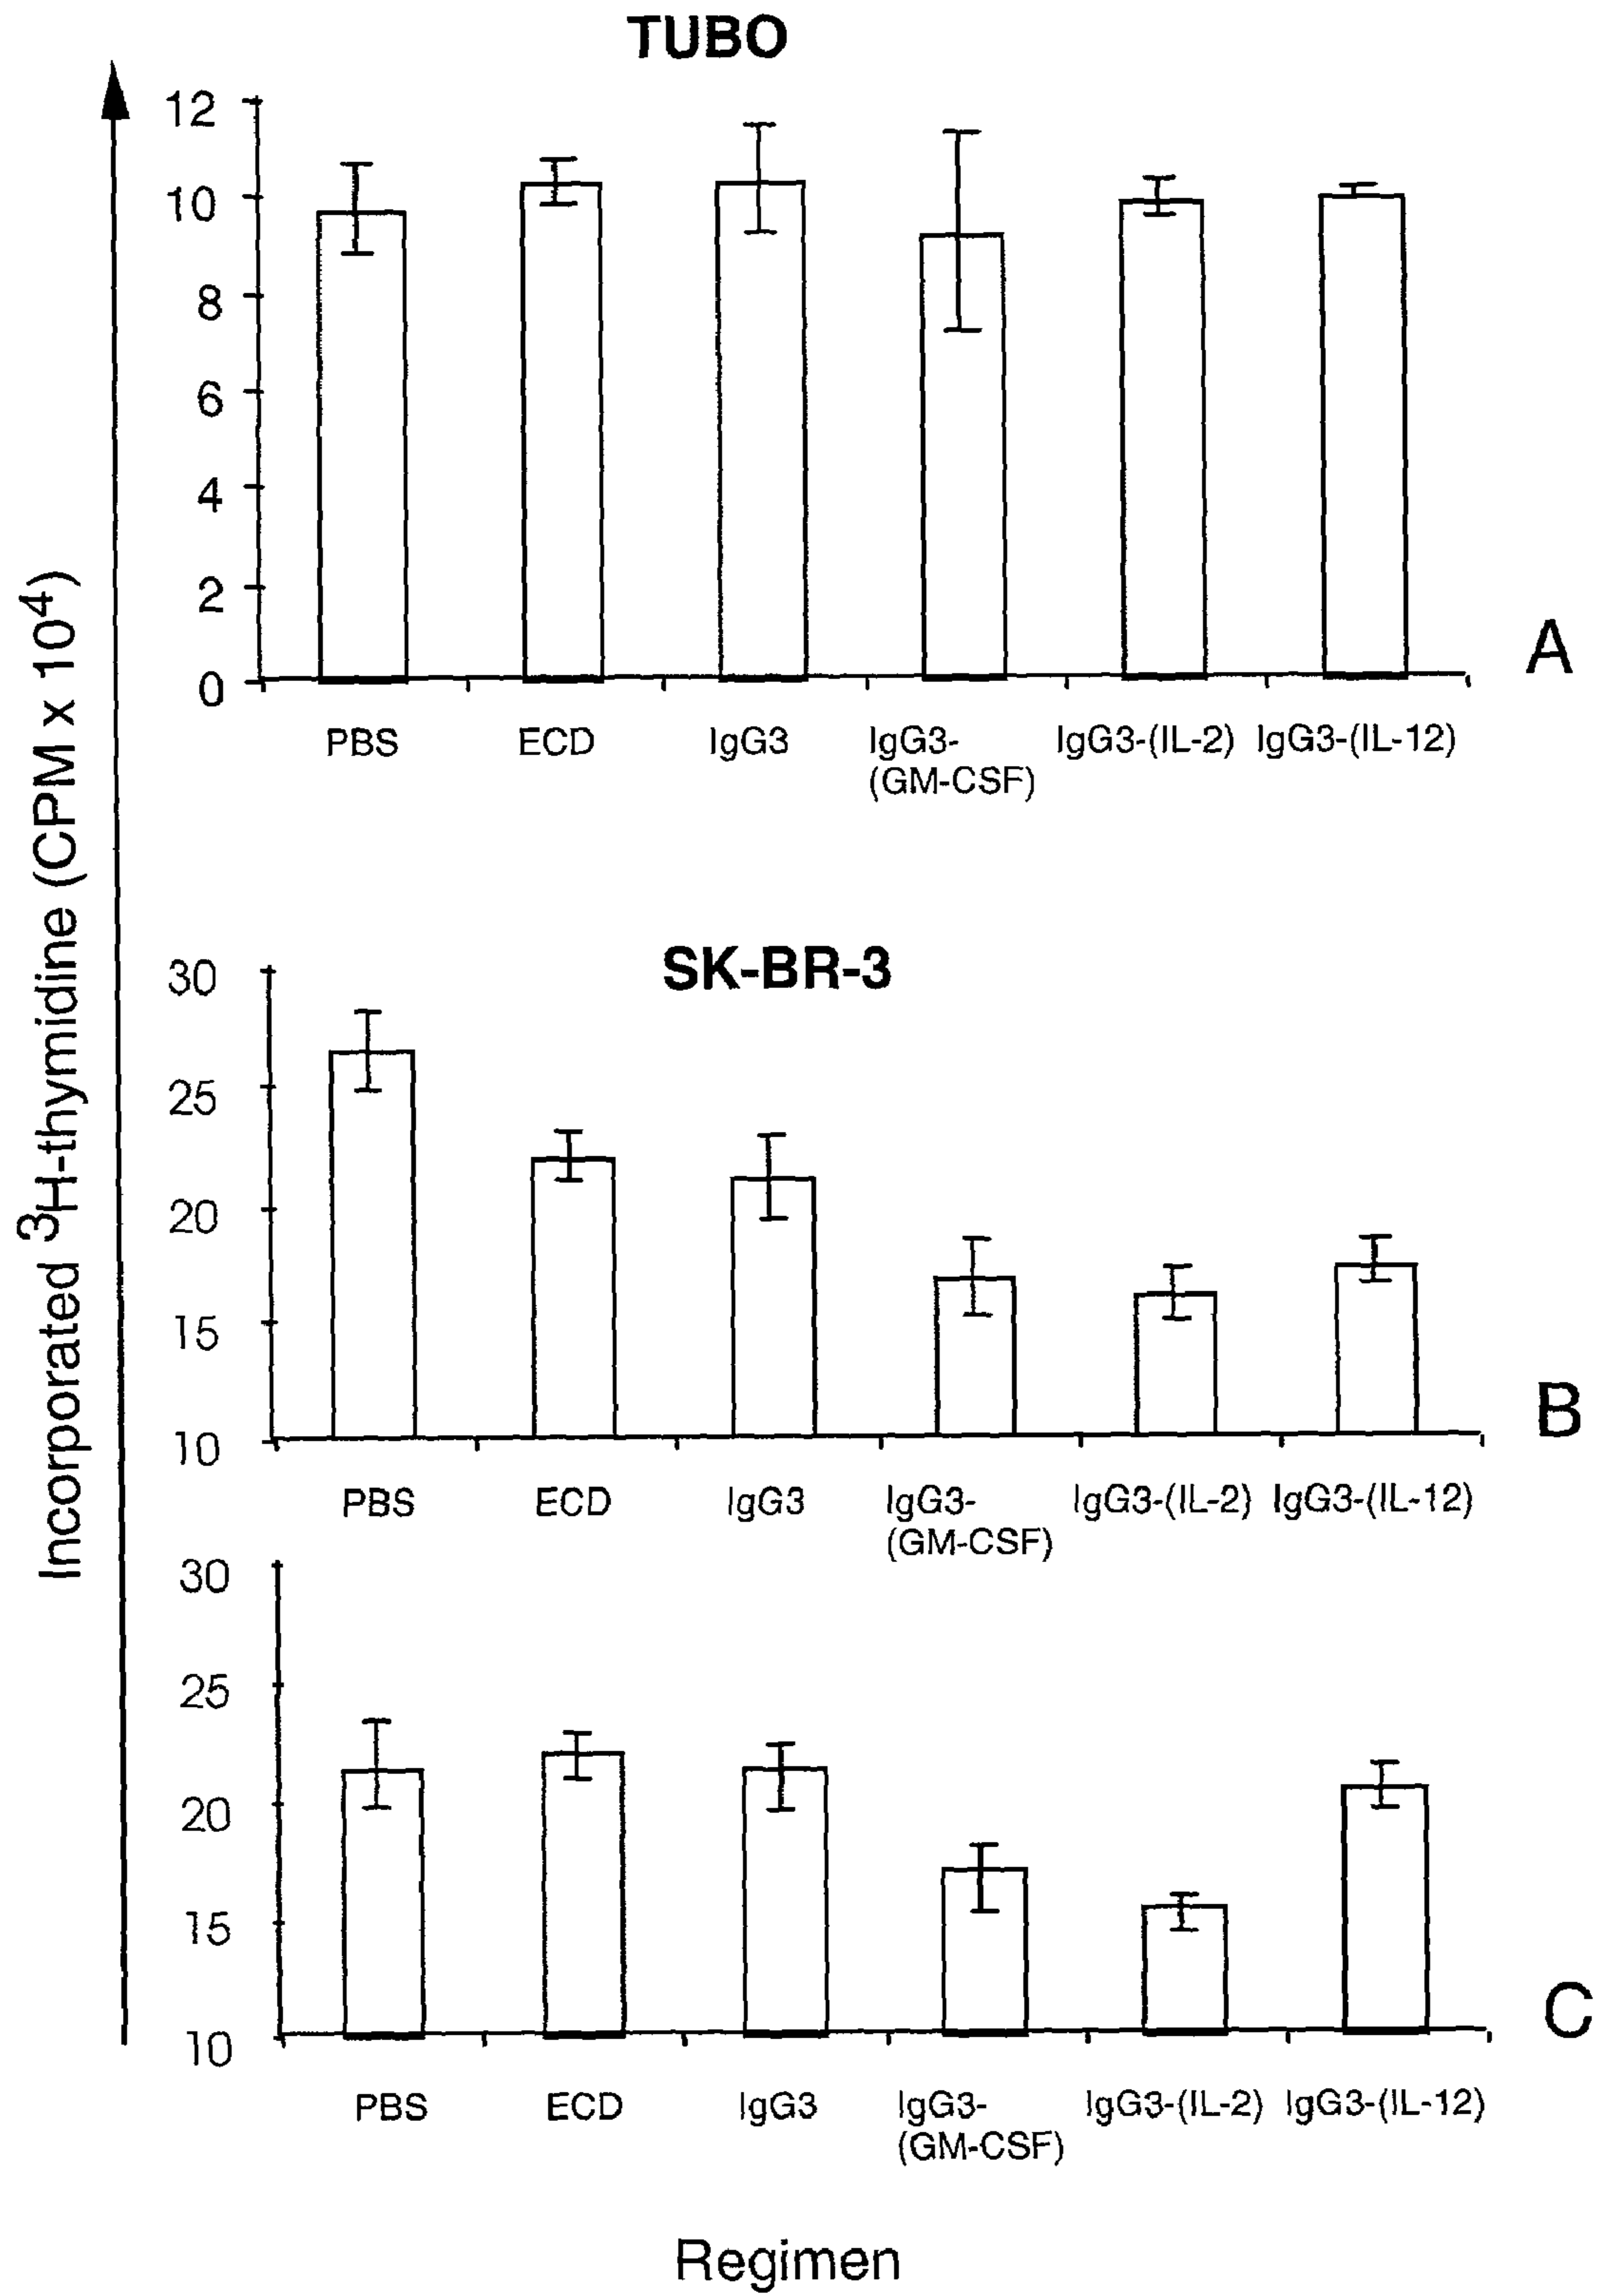 TUBO
12
10
8
6
4
2
0
PBS ECD IgG3 IgG3-(GM-CSF) IgG3-(IL-2) IgG3-(IL-12)
A
Incorporated ³H-thymidine (CPM x 10⁴)
SK-BR-3
30
25
20
15
10
PBS ECD IgG3 IgG3-(GM-CSF) IgG3-(IL-2) IgG3-(IL-12)
B
30
25
20
15
10
PBS ECD IgG3 IgG3-(GM-CSF) IgG3-(IL-2) IgG3-(IL-12)
C
Regimen